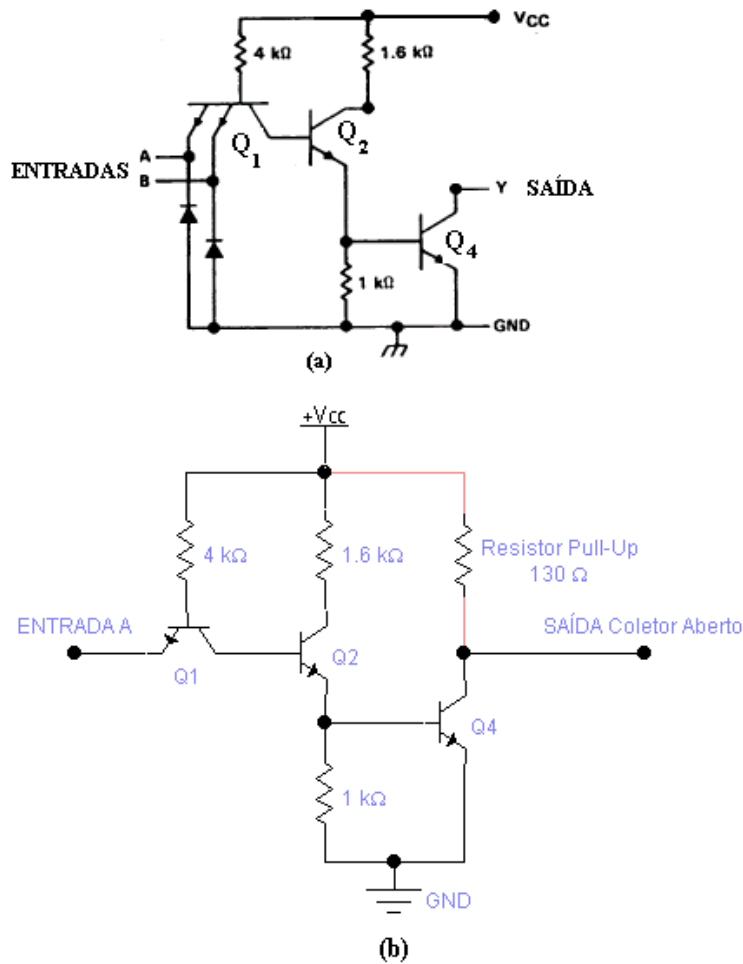 VCC
4 kΩ
1.6 kΩ
Q2
Q1
ENTRADAS
A
B
Y SAÍDA
Q4
1 kΩ
GND
(a)
+Vcc
4 kΩ
1.6 kΩ
Resistor Pull-Up
130 Ω
ENTRADA A
SAÍDA Coletor Aberto
Q1
Q2
Q4
1 kΩ
GND
(b)